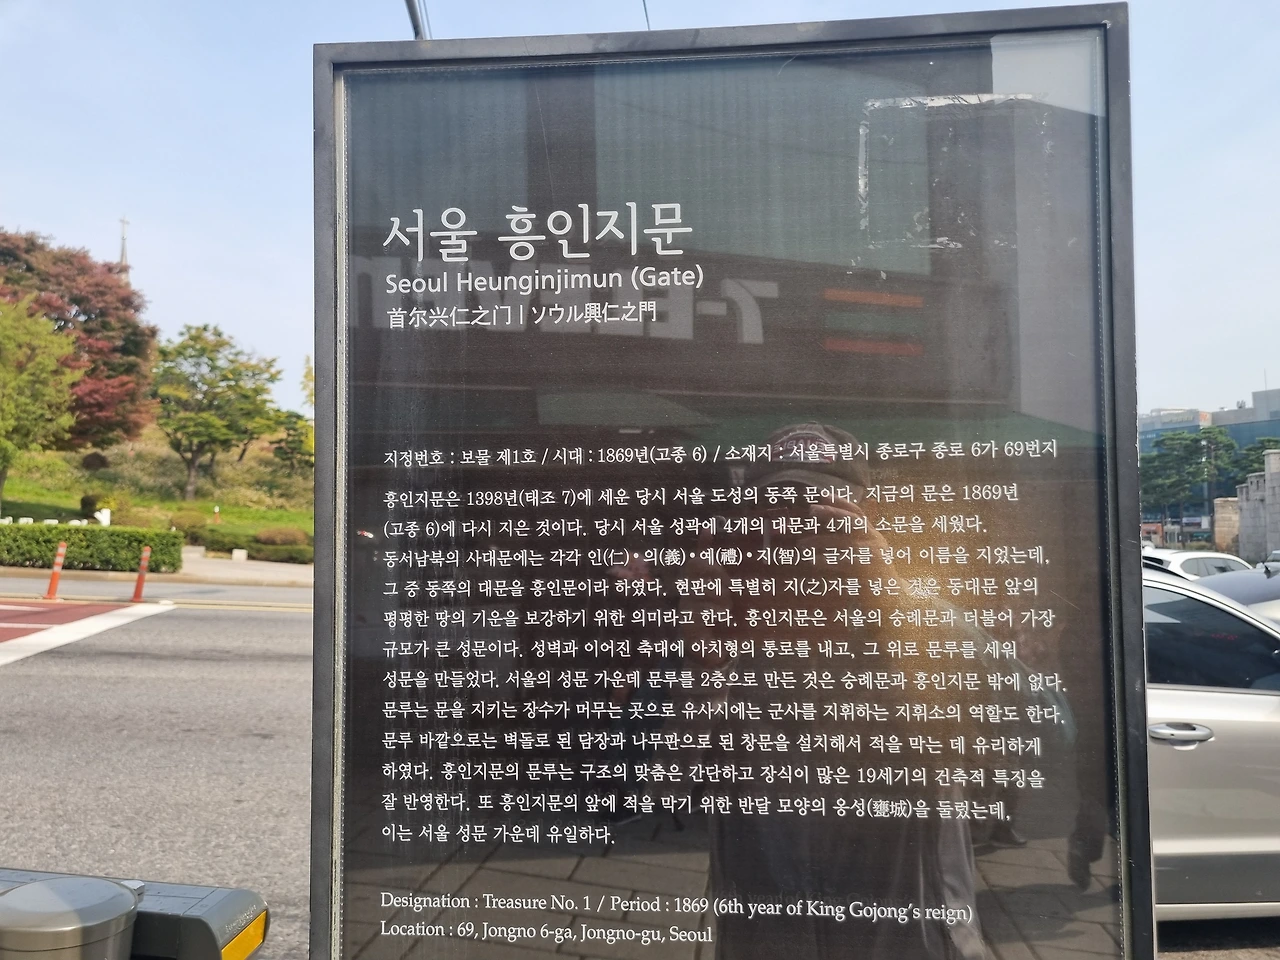 서울 흥인지문
Seoul Heunginjimun (Gate)
首尔兴仁之门 | ソウル興仁之門
지정번호 : 보물 제1호 / 시대 : 1869년(고종 6) / 소재지 : 서울특별시 종로구 종로 6가 69번지
흥인지문은 1398년(태조 7)에 세운 당시 서울 도성의 동쪽 문이다. 지금의 문은 1869년
(고종 6)에 다시 지은 것이다. 당시 서울 성곽에 4개의 대문과 4개의 소문을 세웠다.
동서남북의 사대문에는 각각 인(仁)·의(義)·예(禮)·지(智)의 글자를 넣어 이름을 지었는데,
그 중 동쪽의 대문을 흥인문이라 하였다. 현판에 특별히 지(之)자를 넣은 것은 동대문 앞의
평평한 땅의 기운을 보강하기 위한 의미라고 한다. 흥인지문은 서울의 숭례문과 더불어 가장
규모가 큰 성문이다. 성벽과 이어진 축대에 아치형의 통로를 내고, 그 위로 문루를 세워
성문을 만들었다. 서울의 성문 가운데 문루를 2층으로 만든 것은 숭례문과 흥인지문 밖에 없다.
문루는 문을 지키는 장수가 머무는 곳으로 유사시에는 군사를 지휘하는 지휘소의 역할도 한다.
문루 바깥으로는 벽돌로 된 담장과 나무판으로 된 창문을 설치해서 적을 막는 데 유리하게
하였다. 흥인지문의 문루는 구조의 맞춤은 간단하고 장식이 많은 19세기의 건축적 특징을
잘 반영한다. 또 흥인지문의 앞에 적을 막기 위한 반달 모양의 옹성(甕城)을 둘렀는데,
이는 서울 성문 가운데 유일하다.
Designation : Treasure No. 1 / Period : 1869 (6th year of King Gojong's reign)
Location : 69, Jongno 6-ga, Jongno-gu, Seoul